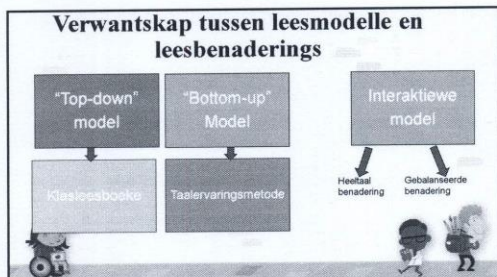 Verwantskap tussen leesmodelle en
leesbenaderings
"Top-down"
model
"Bottom-up"
Model
Interaktiewe
model
Klasleesboeke
Taalervaringsmetode
Heeltaal
benadering
Gebalanseerde
benadering